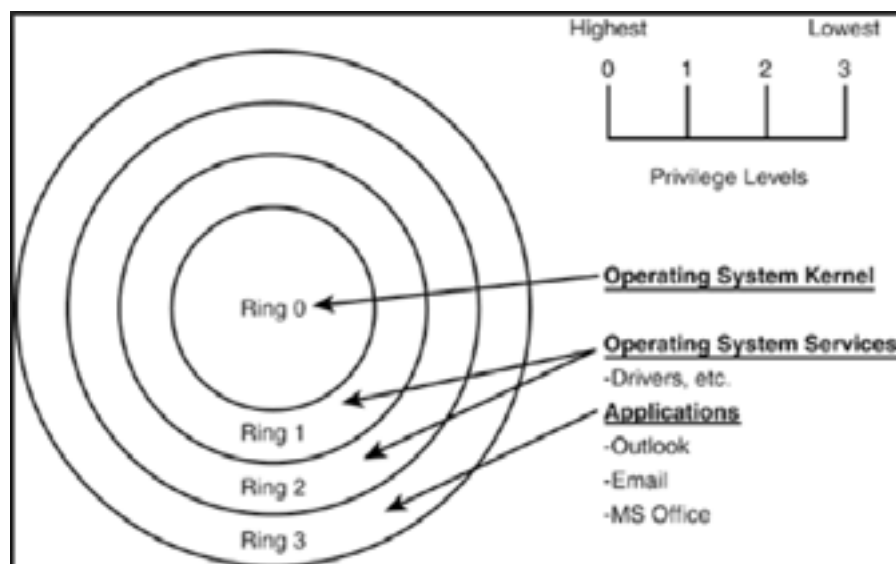 Highest Lowest
0 1 2 3
Privilege Levels
Operating System Kernel
Ring 0
Operating System Services
-Drivers, etc.
Applications
Ring 1
-Outlook
Ring 2
-Email
-MS Office
Ring 3